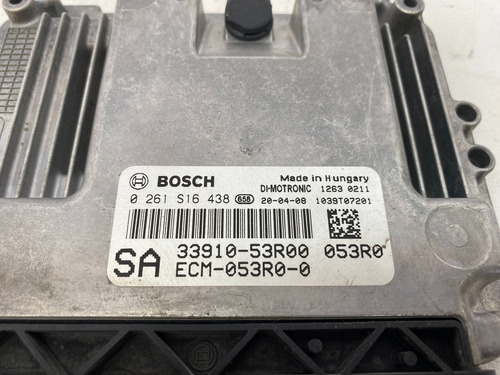 BOSCH
Made in Hungary
DI-MOTRONIC 1263 0211
0 261 S16 438 656 20-04-08 1039T07201
SA 33910-53R00 053R0
ECM-053R0-0